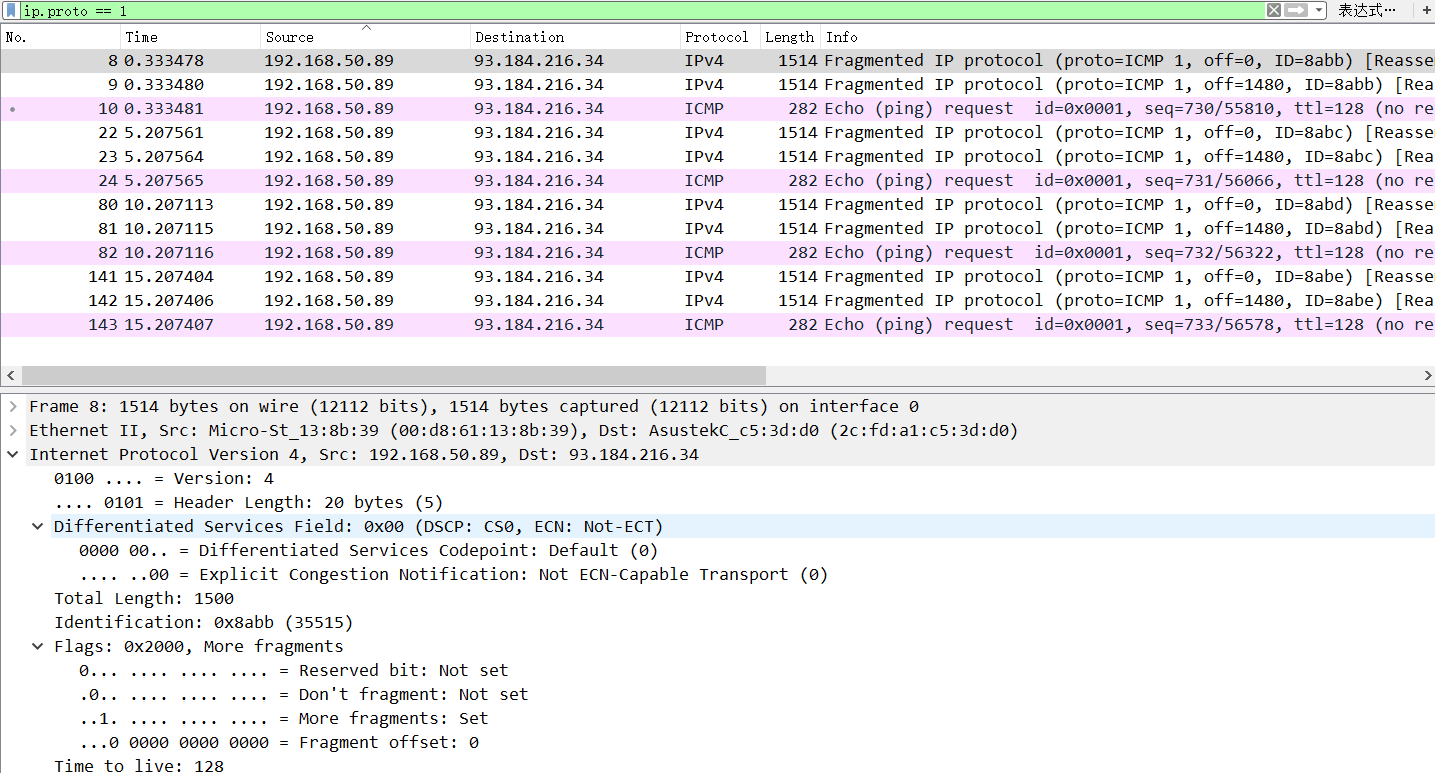 ip.proto == 1 表达式… +
No. Time Source Destination Protocol Length Info
8 0.333478 192.168.50.89 93.184.216.34 IPv4 1514 Fragmented IP protocol (proto=ICMP 1, off=0, ID=8abb) [Reasse
9 0.333480 192.168.50.89 93.184.216.34 IPv4 1514 Fragmented IP protocol (proto=ICMP 1, off=1480, ID=8abb) [Rea
10 0.333481 192.168.50.89 93.184.216.34 ICMP 282 Echo (ping) request id=0x0001, seq=730/55810, ttl=128 (no re
22 5.207561 192.168.50.89 93.184.216.34 IPv4 1514 Fragmented IP protocol (proto=ICMP 1, off=0, ID=8abc) [Reasse
23 5.207564 192.168.50.89 93.184.216.34 IPv4 1514 Fragmented IP protocol (proto=ICMP 1, off=1480, ID=8abc) [Rea
24 5.207565 192.168.50.89 93.184.216.34 ICMP 282 Echo (ping) request id=0x0001, seq=731/56066, ttl=128 (no re
80 10.207113 192.168.50.89 93.184.216.34 IPv4 1514 Fragmented IP protocol (proto=ICMP 1, off=0, ID=8abd) [Reasse
81 10.207115 192.168.50.89 93.184.216.34 IPv4 1514 Fragmented IP protocol (proto=ICMP 1, off=1480, ID=8abd) [Rea
82 10.207116 192.168.50.89 93.184.216.34 ICMP 282 Echo (ping) request id=0x0001, seq=732/56322, ttl=128 (no re
141 15.207404 192.168.50.89 93.184.216.34 IPv4 1514 Fragmented IP protocol (proto=ICMP 1, off=0, ID=8abe) [Reasse
142 15.207406 192.168.50.89 93.184.216.34 IPv4 1514 Fragmented IP protocol (proto=ICMP 1, off=1480, ID=8abe) [Rea
143 15.207407 192.168.50.89 93.184.216.34 ICMP 282 Echo (ping) request id=0x0001, seq=733/56578, ttl=128 (no re
Frame 8: 1514 bytes on wire (12112 bits), 1514 bytes captured (12112 bits) on interface 0
Ethernet II, Src: Micro-St_13:8b:39 (00:d8:61:13:8b:39), Dst: AsustekC_c5:3d:d0 (2c:fd:a1:c5:3d:d0)
Internet Protocol Version 4, Src: 192.168.50.89, Dst: 93.184.216.34
0100 .... = Version: 4
.... 0101 = Header Length: 20 bytes (5)
Differentiated Services Field: 0x00 (DSCP: CS0, ECN: Not-ECT)
0000 00.. = Differentiated Services Codepoint: Default (0)
.... ..00 = Explicit Congestion Notification: Not ECN-Capable Transport (0)
Total Length: 1500
Identification: 0x8abb (35515)
Flags: 0x2000, More fragments
0... .... .... .... = Reserved bit: Not set
.0.. .... .... .... = Don't fragment: Not set
..1. .... .... .... = More fragments: Set
...0 0000 0000 0000 = Fragment offset: 0
Time to live: 128